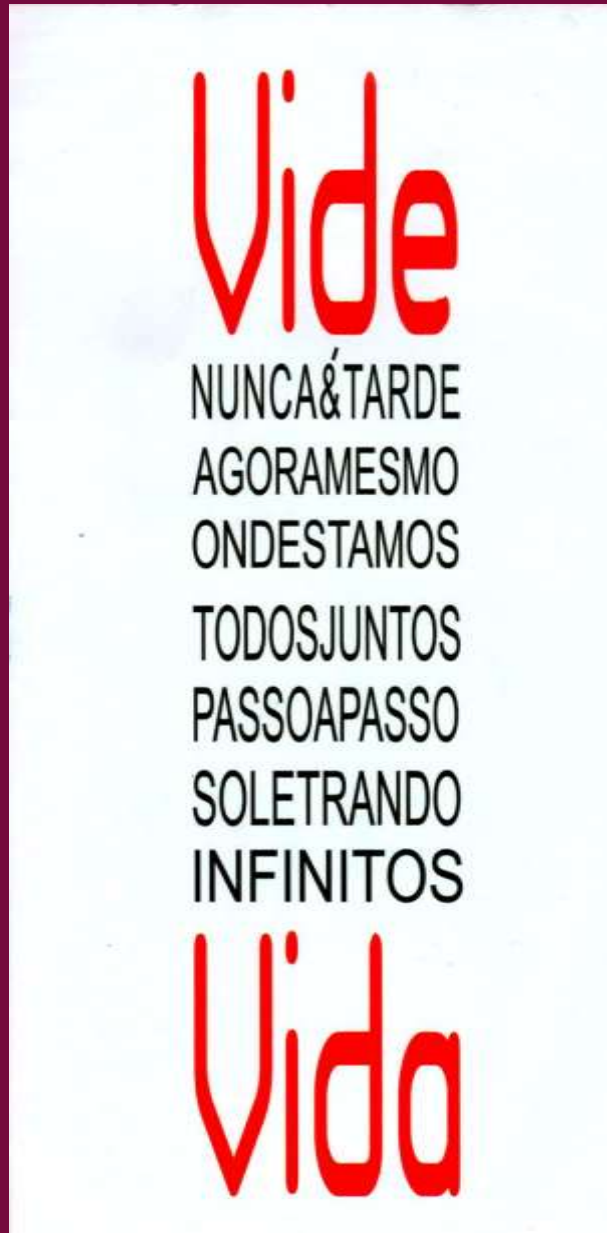 Vide
NUNCA&́TARDE
AGORAMESMO
ONDESTAMOS
TODOSJUNTOS
PASSOAPASSO
SOLETRANDO
INFINITOS
Vida